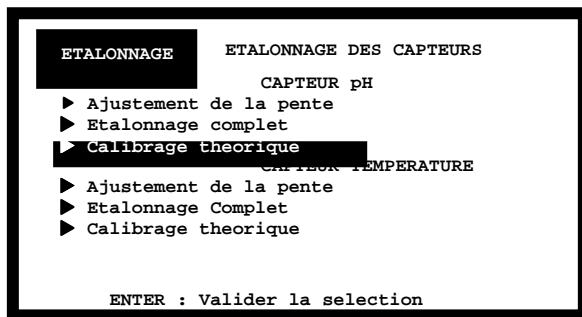 ETALONNAGE
ETALONNAGE DES CAPTEURS
CAPTEUR pH
Ajustement de la pente
Etalonnage complet
Calibrage theorique
CAPTEUR TEMPERATURE
Ajustement de la pente
Etalonnage Complet
Calibrage theorique
ENTER : Valider la selection